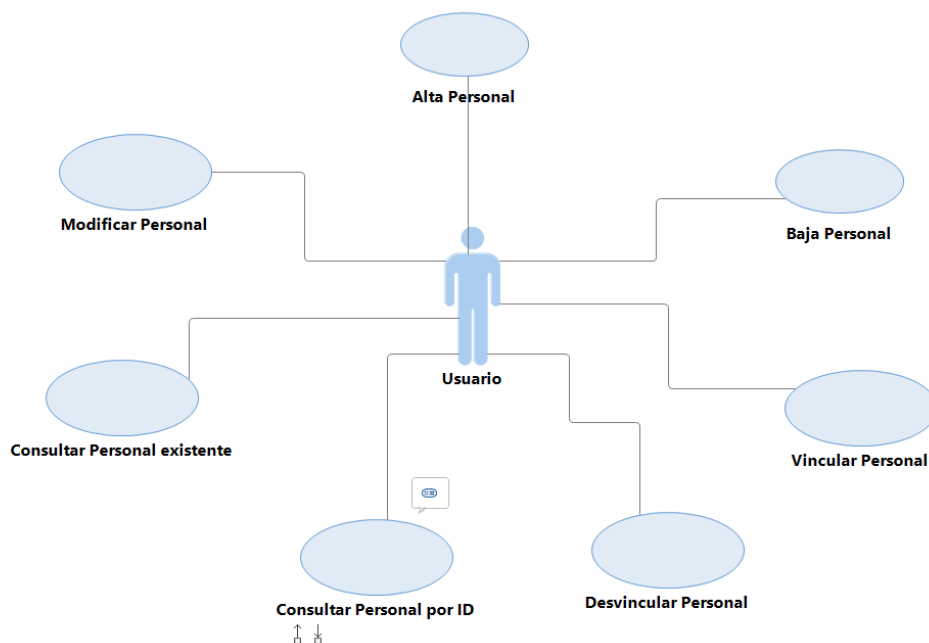 Alta Personal
Modificar Personal
Baja Personal
Usuario
Consultar Personal existente
Vincular Personal
Consultar Personal por ID
Desvincular Personal